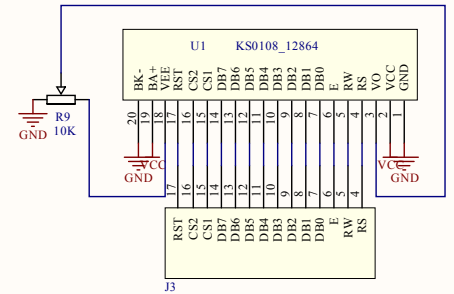 U1 KS0108_12864
BK- BA+ VEE RST CS2 CS1 DB7 DB6 DB5 DB4 DB3 DB2 DB1 DB0 E RW RS VO VCC GND
20 19 18 17 16 15 14 13 12 11 10 9 8 7 6 5 4 3 2 1
R9
10K
GND
VCC
GND
VCC
GND
17 16 15 14 13 12 11 10 9 8 7 6 5 4
RST CS2 CS1 DB7 DB6 DB5 DB4 DB3 DB2 DB1 DB0 E RW RS
J3